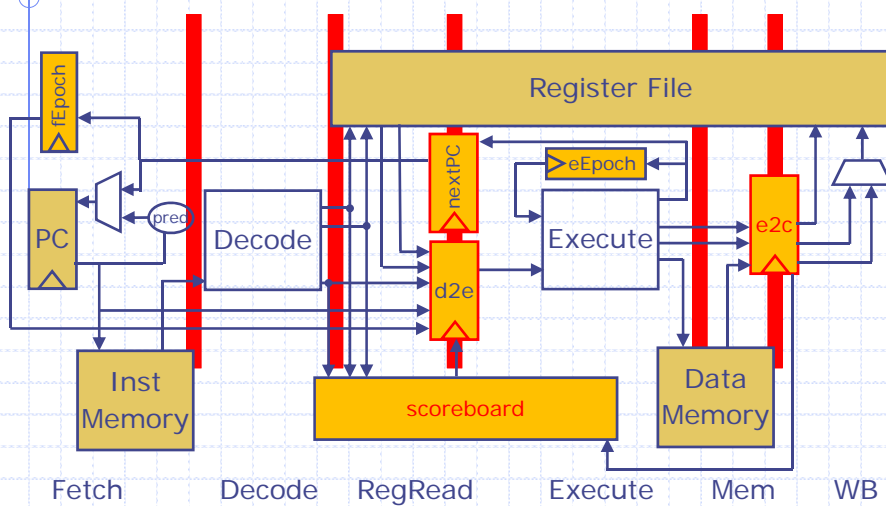 Register File
fEpoch
nextPC
eEpoch
PC
pred
Decode
Execute
e2c
d2e
Inst
Memory
scoreboard
Data
Memory
Fetch Decode RegRead Execute Mem WB